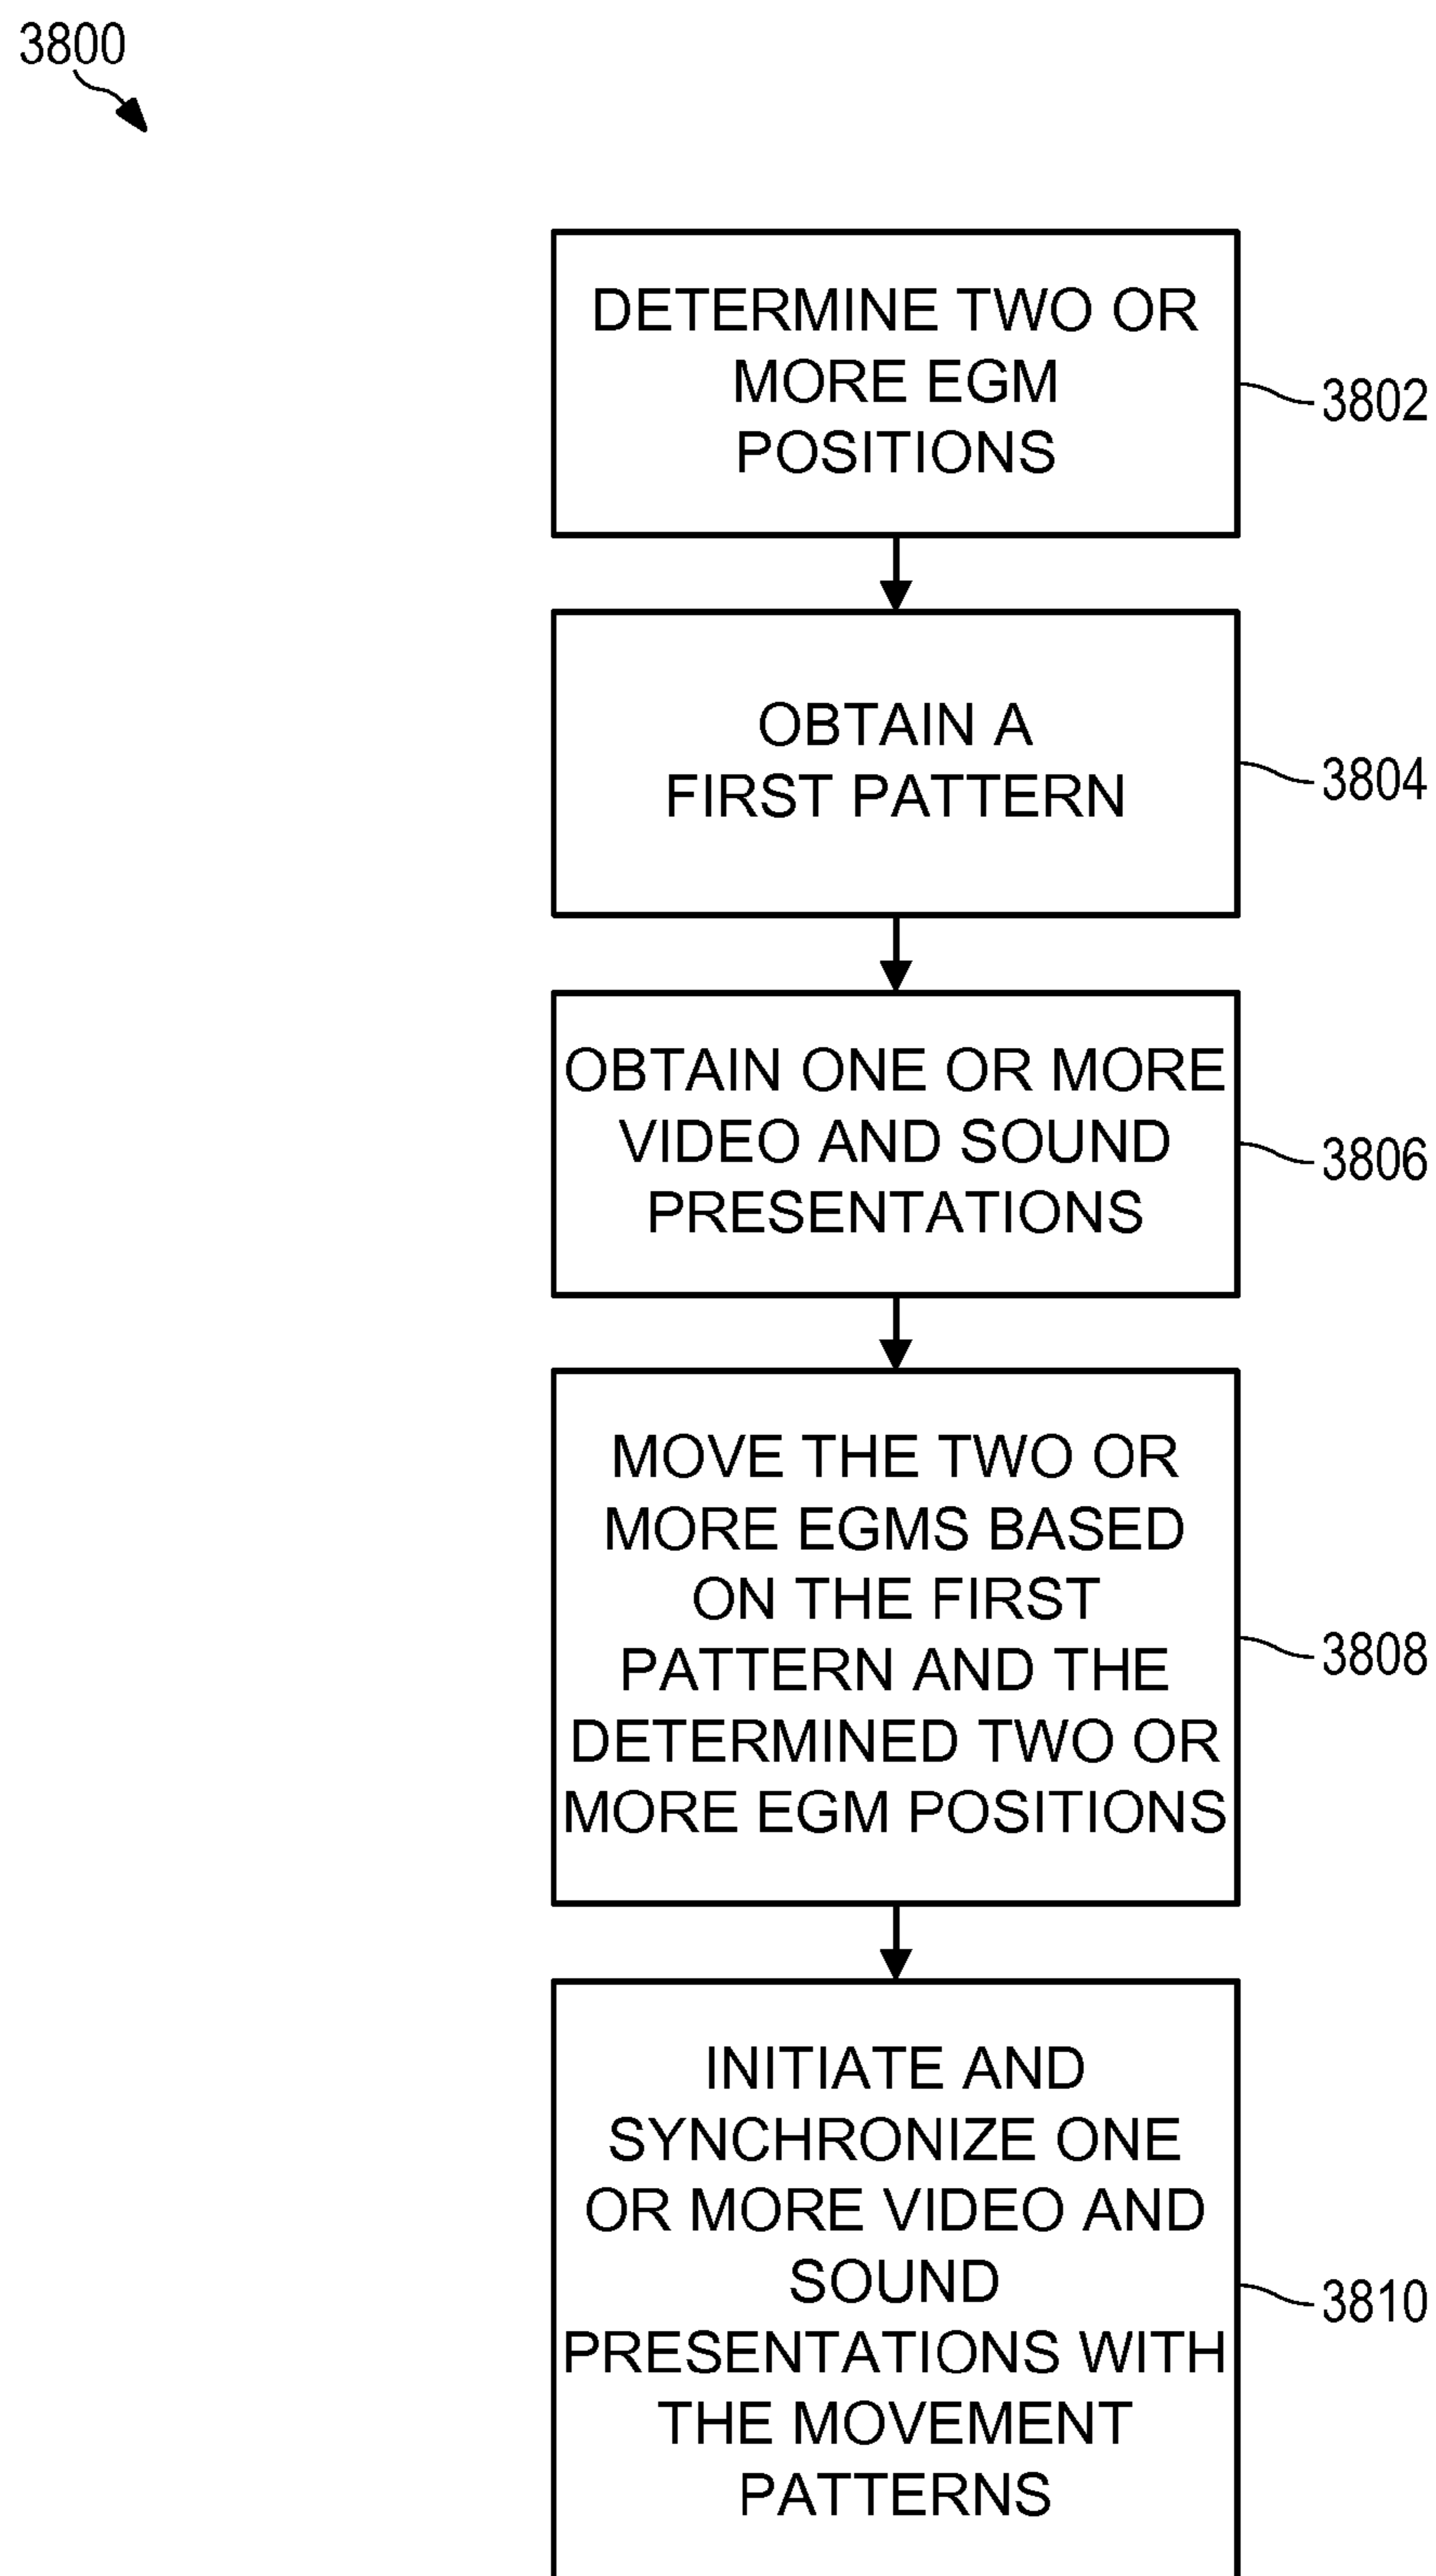 3800
DETERMINE TWO OR
MORE EGM
POSITIONS
3802
OBTAIN A
FIRST PATTERN
3804
OBTAIN ONE OR MORE
VIDEO AND SOUND
PRESENTATIONS
3806
MOVE THE TWO OR
MORE EGMS BASED
ON THE FIRST
PATTERN AND THE
DETERMINED TWO OR
MORE EGM POSITIONS
3808
INITIATE AND
SYNCHRONIZE ONE
OR MORE VIDEO AND
SOUND
PRESENTATIONS WITH
THE MOVEMENT
PATTERNS
3810